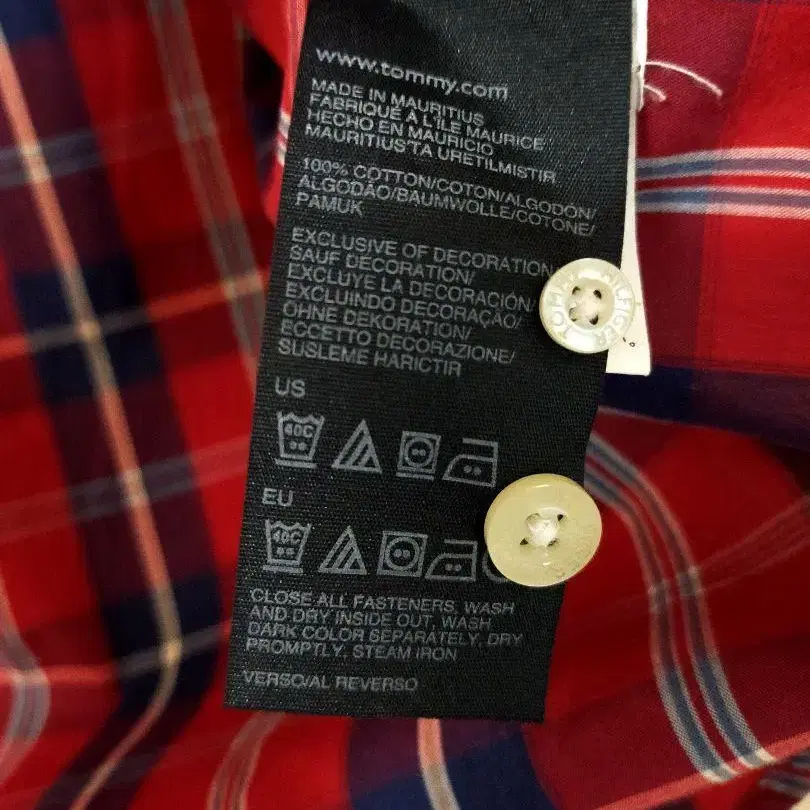 www.tommy.com
MADE IN MAURITIUS
FABRIQUÉ A L'ILE MAURICE
HECHO EN MAURICIO
MAURITIUS'TA URETILMISTIR
100% COTTON/COTON/ALGODÓN/
ALGODÃO/BAUMWOLLE/COTONE/
PAMUK
EXCLUSIVE OF DECORATION
SAUF DECORATION/
EXCLUYE LA DECORACIÓN/
EXCLUINDO DECORAÇÃO/
OHNE DEKORATION/
ECCETTO DECORAZIONE/
SUSLEME HARICTIR
TOMMY HILFIGER
US
40C
EU
40C
CLOSE ALL FASTENERS, WASH
AND DRY INSIDE OUT, WASH
DARK COLOR SEPARATELY, DRY
PROMPTLY, STEAM IRON
VERSO/AL REVERSO